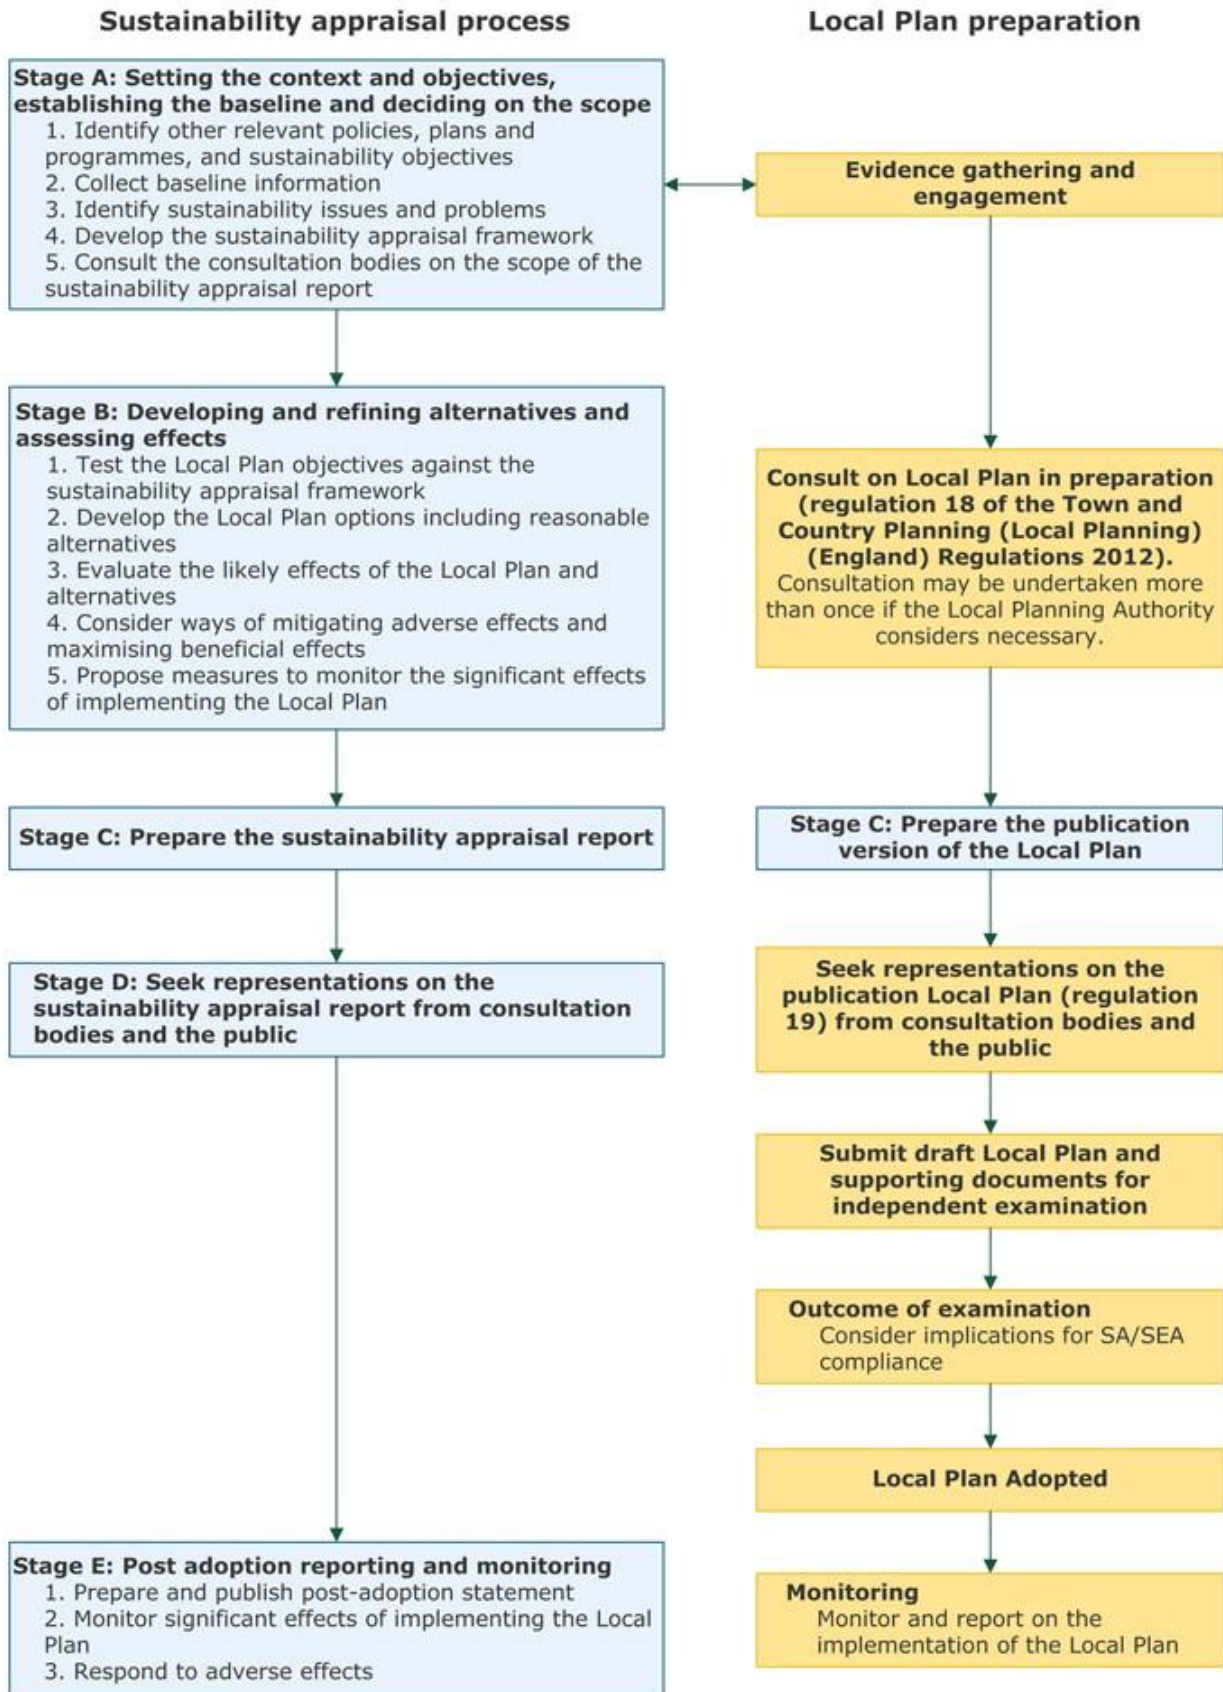 Sustainability appraisal process
Local Plan preparation
Stage A: Setting the context and objectives,
establishing the baseline and deciding on the scope
1. Identify other relevant policies, plans and
programmes, and sustainability objectives
2. Collect baseline information
3. Identify sustainability issues and problems
4. Develop the sustainability appraisal framework
5. Consult the consultation bodies on the scope of the
sustainability appraisal report
Evidence gathering and
engagement
Stage B: Developing and refining alternatives and
assessing effects
1. Test the Local Plan objectives against the
sustainability appraisal framework
2. Develop the Local Plan options including reasonable
alternatives
3. Evaluate the likely effects of the Local Plan and
alternatives
4. Consider ways of mitigating adverse effects and
maximising beneficial effects
5. Propose measures to monitor the significant effects
of implementing the Local Plan
Consult on Local Plan in preparation
(regulation 18 of the Town and
Country Planning (Local Planning)
(England) Regulations 2012).
Consultation may be undertaken more
than once if the Local Planning Authority
considers necessary.
Stage C: Prepare the sustainability appraisal report
Stage C: Prepare the publication
version of the Local Plan
Stage D: Seek representations on the
sustainability appraisal report from consultation
bodies and the public
Seek representations on the
publication Local Plan (regulation
19) from consultation bodies and
the public
Submit draft Local Plan and
supporting documents for
independent examination
Outcome of examination
Consider implications for SA/SEA
compliance
Local Plan Adopted
Stage E: Post adoption reporting and monitoring
1. Prepare and publish post-adoption statement
2. Monitor significant effects of implementing the Local
Plan
3. Respond to adverse effects
Monitoring
Monitor and report on the
implementation of the Local Plan